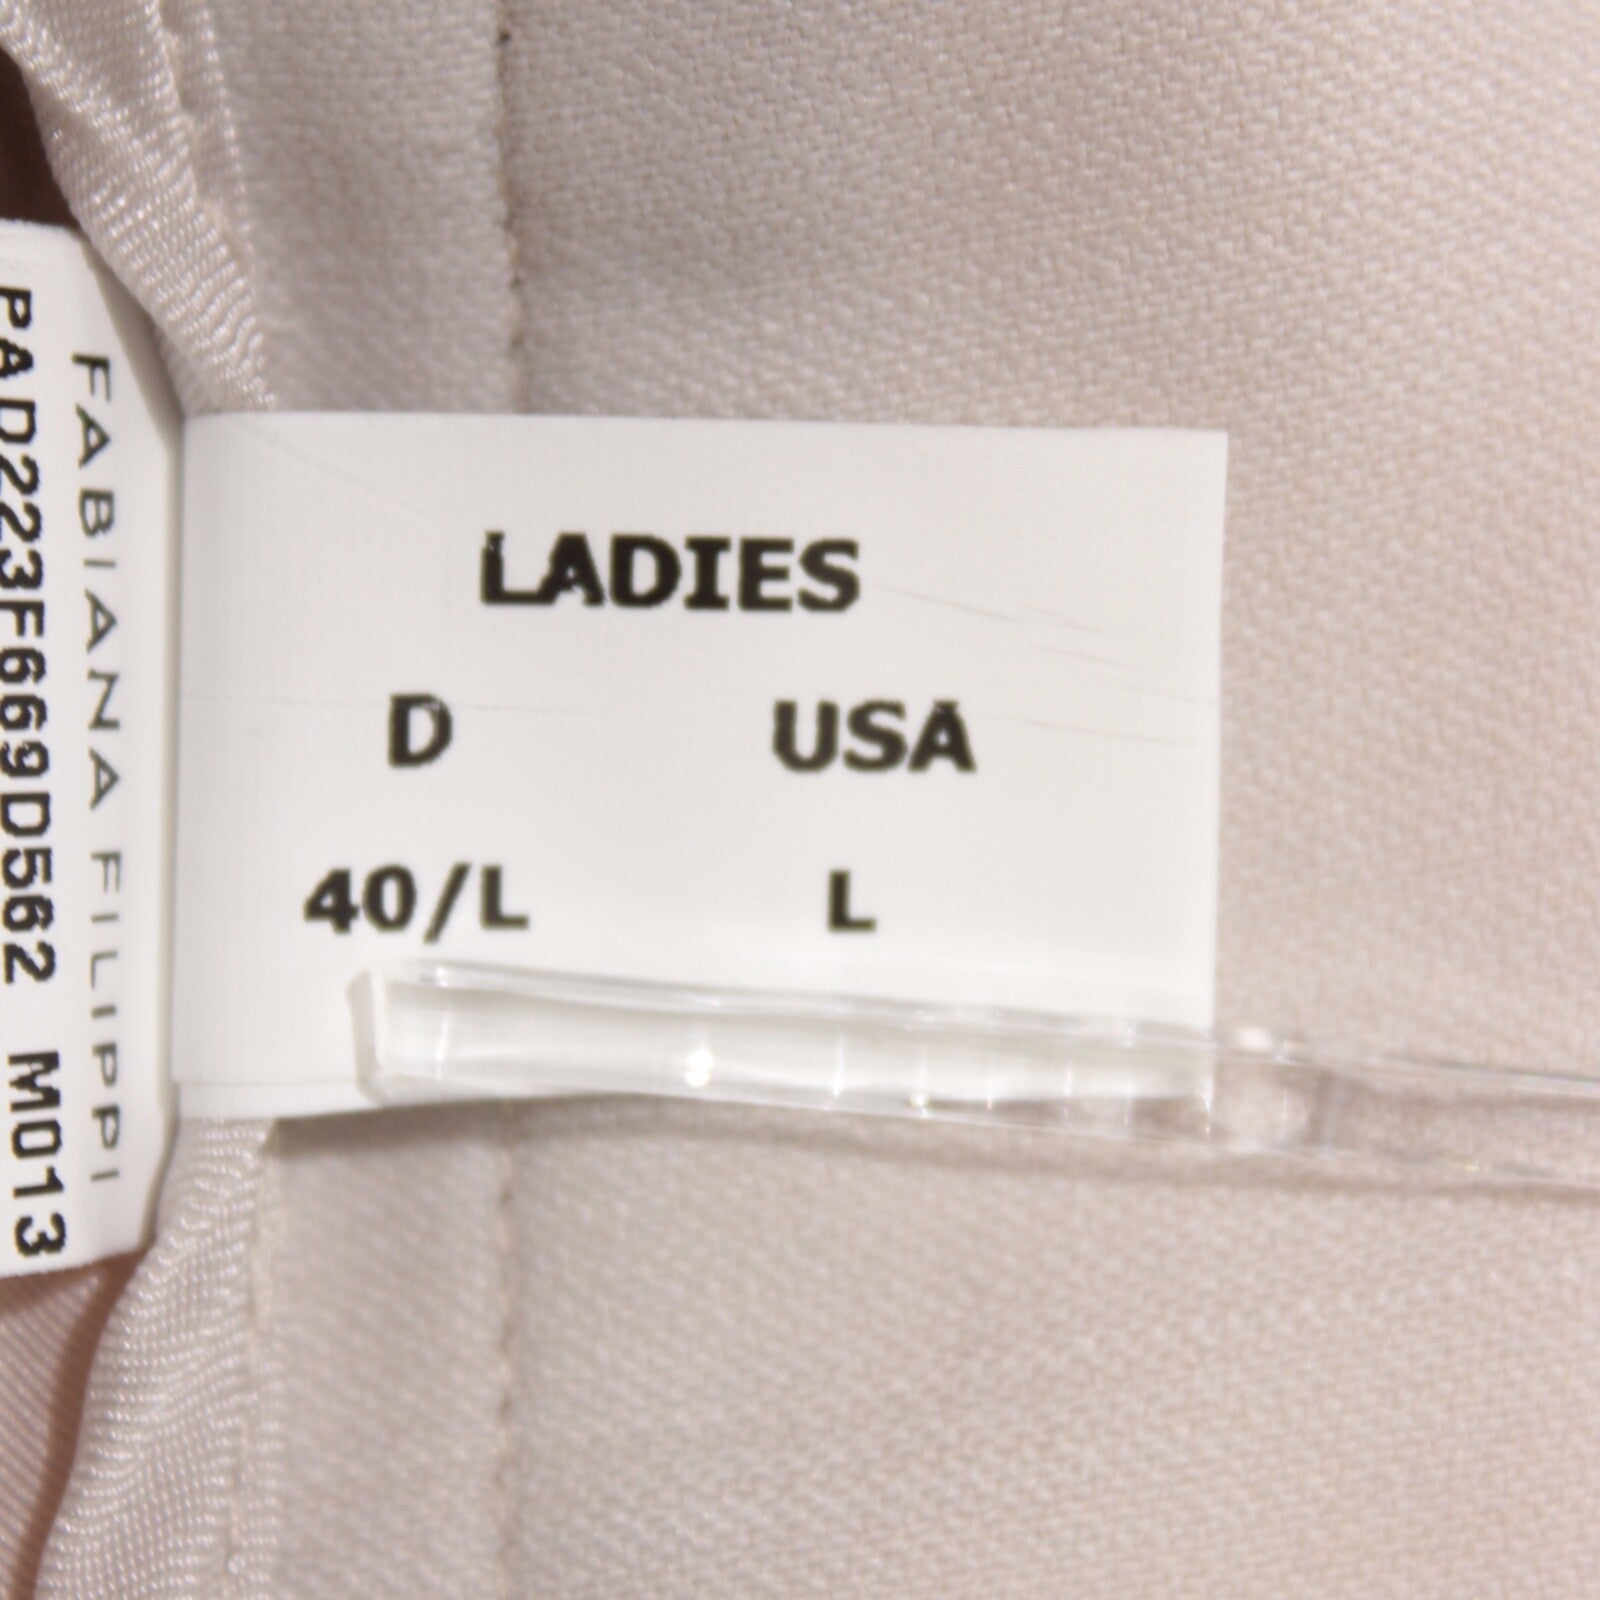 PAD223F669D562 M013
FABIANA FILIPPI
LADIES
D USA
40/L L